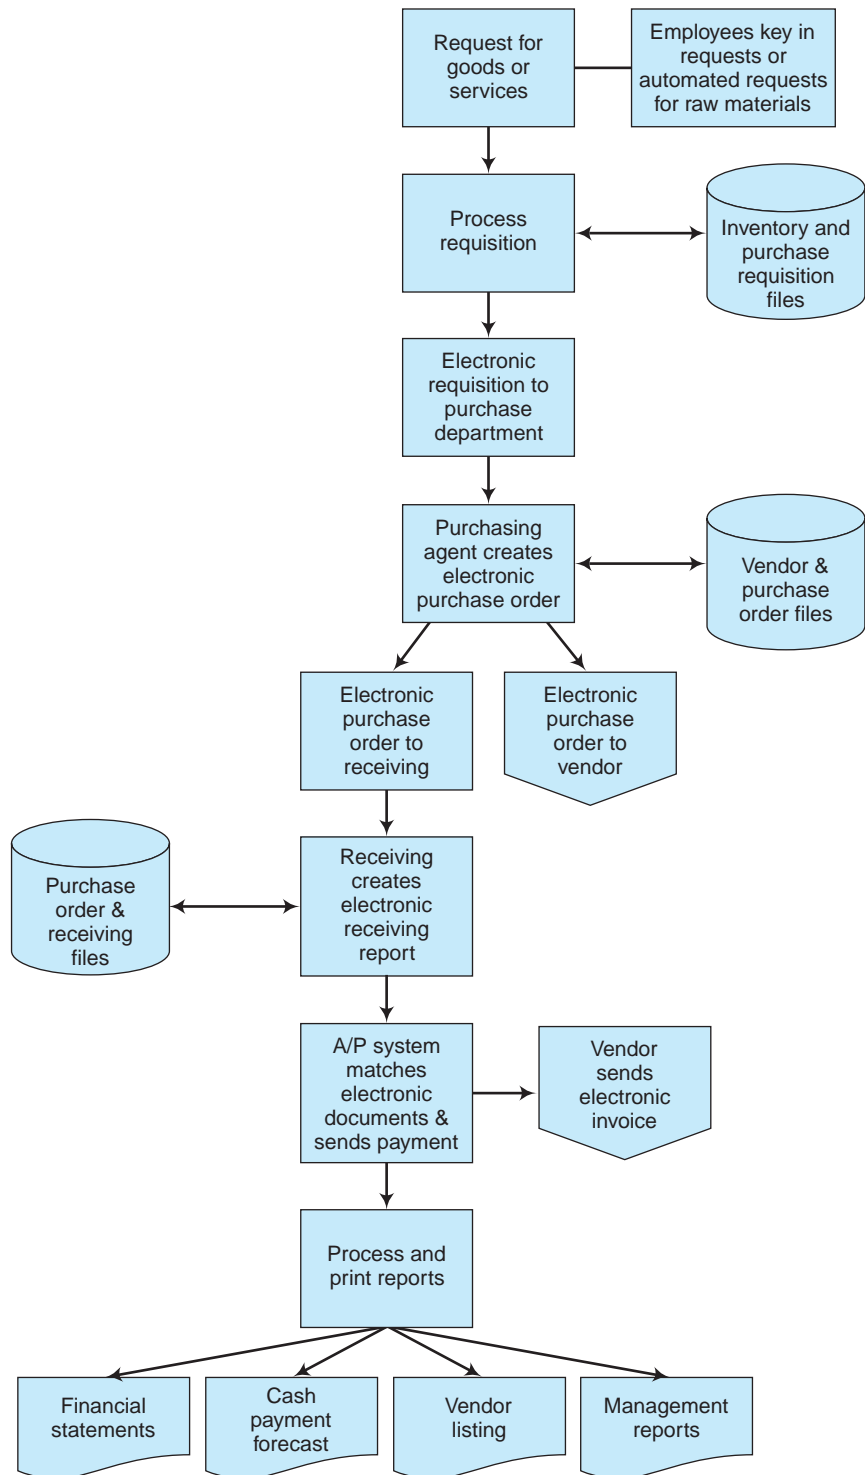 Request for
goods or
services
Employees key in
requests or
automated requests
for raw materials
Process
requisition
Inventory and
purchase
requisition
files
Electronic
requisition to
purchase
department
Purchasing
agent creates
electronic
purchase order
Vendor &
purchase
order files
Electronic
purchase
order to
receiving
Electronic
purchase
order to
vendor
Purchase
order &
receiving
files
Receiving
creates
electronic
receiving
report
A/P system
matches
electronic
documents &
sends payment
Vendor
sends
electronic
invoice
Process and
print reports
Financial
statements
Cash
payment
forecast
Vendor
listing
Management
reports